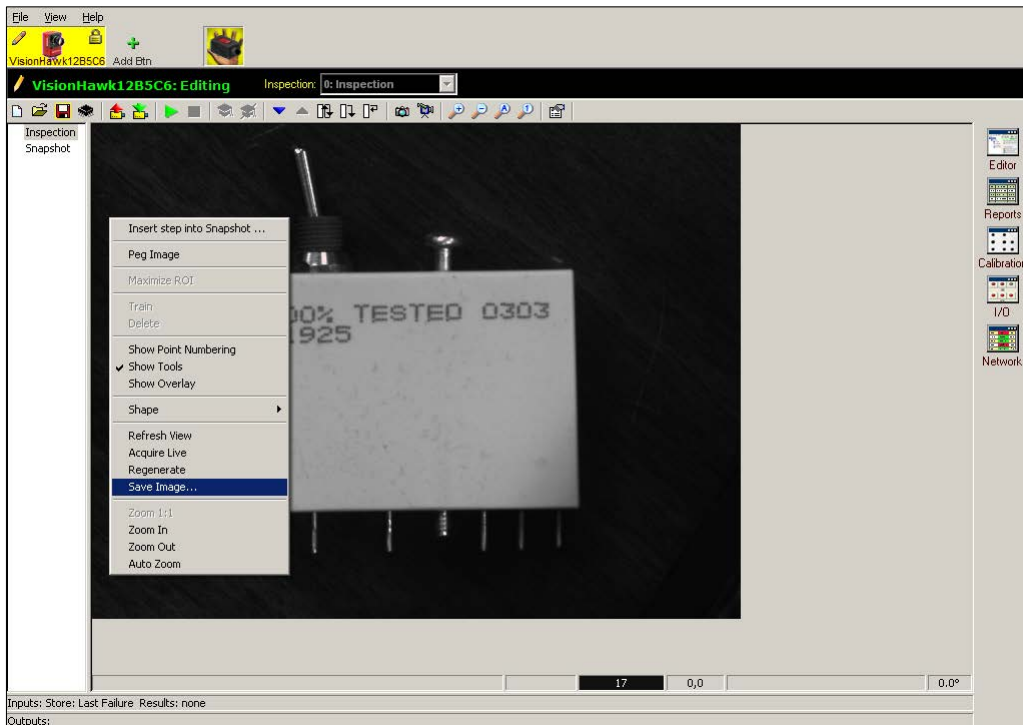 File View Help
VisionHawk12B5C6 Add Btn
VisionHawk12B5C6: Editing Inspection: 0: Inspection
Inspection
Snapshot
Editor
Reports
Calibration
I/O
Network
Insert step into Snapshot ...
Peg Image
Maximize ROI
Train
Delete
Show Point Numbering
Show Tools
Show Overlay
Shape
Refresh View
Acquire Live
Regenerate
Save Image...
Zoom 1:1
Zoom In
Zoom Out
Auto Zoom
00% TESTED 0303
1925
17 0,0 0.0°
Inputs: Store: Last Failure Results: none
Outputs: